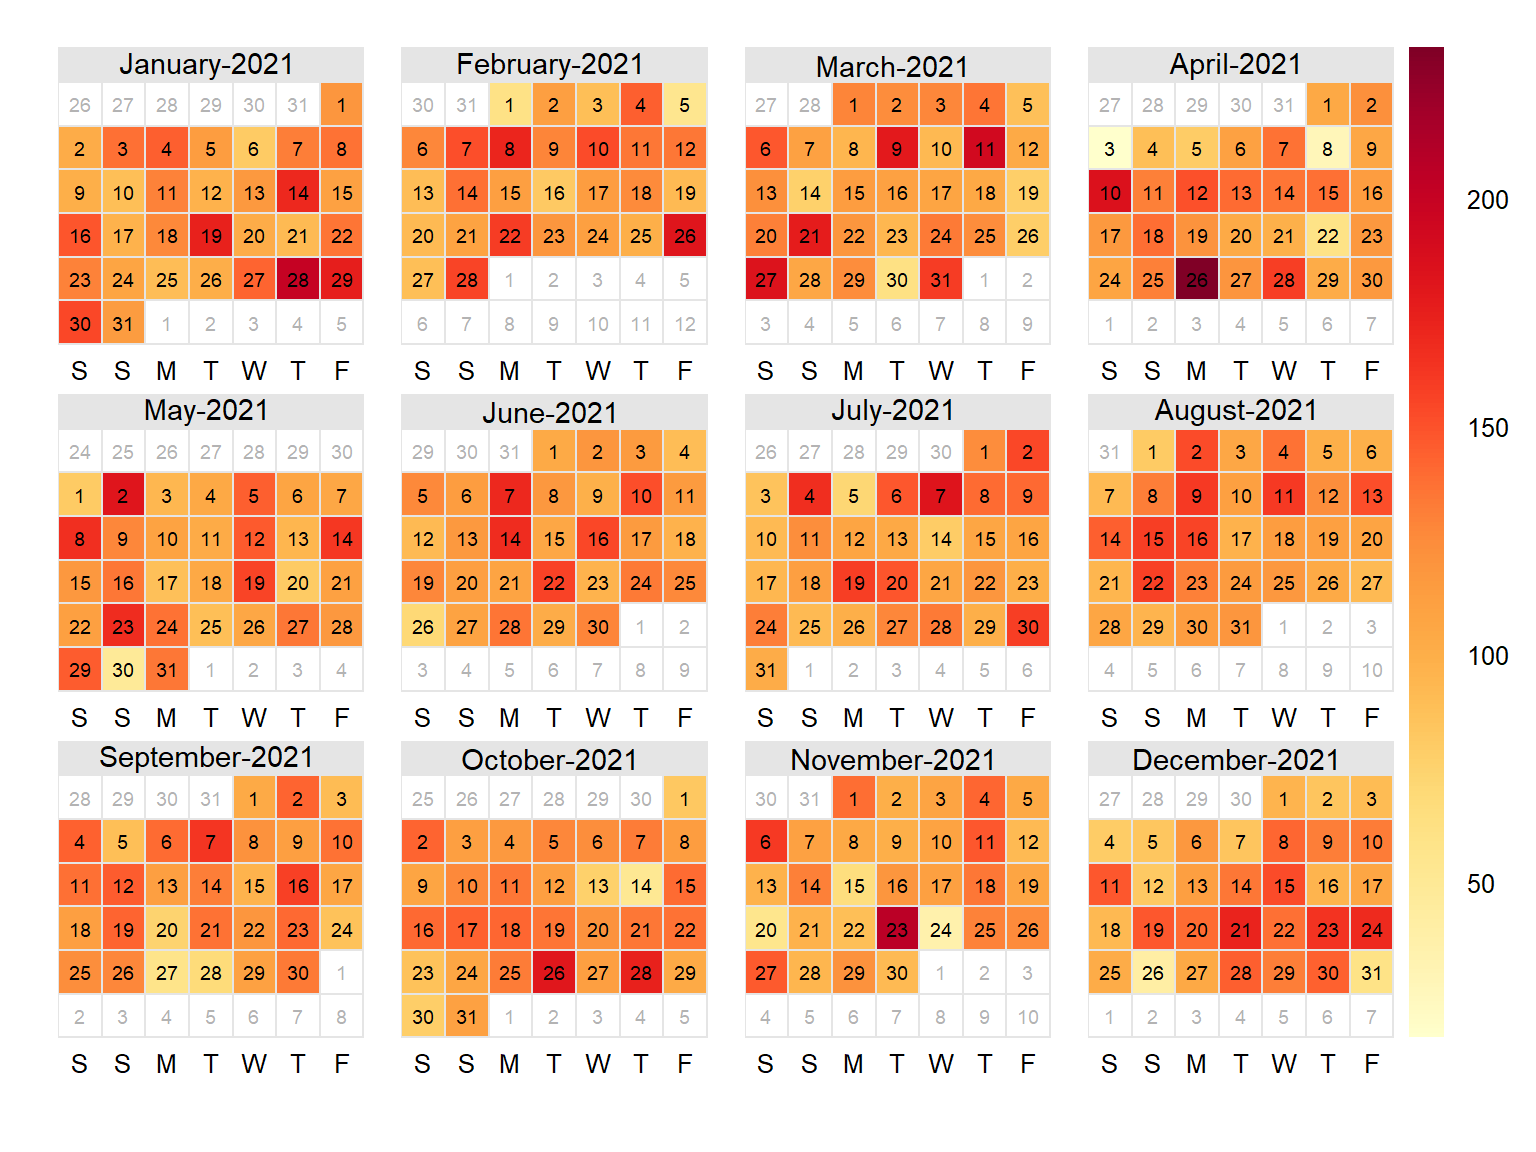 January-2021 February-2021 March-2021 April-2021
26 27 28 29 30 31 1 30 31 1 2 3 4 5 27 28 1 2 3 4 5 27 28 29 30 31 1 2
2 3 4 5 6 7 8 6 7 8 9 10 11 12 6 7 8 9 10 11 12 3 4 5 6 7 8 9
9 10 11 12 13 14 15 13 14 15 16 17 18 19 13 14 15 16 17 18 19 10 11 12 13 14 15 16
16 17 18 19 20 21 22 20 21 22 23 24 25 26 20 21 22 23 24 25 26 17 18 19 20 21 22 23
23 24 25 26 27 28 29 27 28 1 2 3 4 5 27 28 29 30 31 1 2 24 25 26 27 28 29 30
30 31 1 2 3 4 5 6 7 8 9 10 11 12 3 4 5 6 7 8 9 1 2 3 4 5 6 7
S S M T W T F S S M T W T F S S M T W T F S S M T W T F
May-2021 June-2021 July-2021 August-2021
24 25 26 27 28 29 30 29 30 31 1 2 3 4 26 27 28 29 30 1 2 31 1 2 3 4 5 6
1 2 3 4 5 6 7 5 6 7 8 9 10 11 3 4 5 6 7 8 9 7 8 9 10 11 12 13
8 9 10 11 12 13 14 12 13 14 15 16 17 18 10 11 12 13 14 15 16 14 15 16 17 18 19 20
15 16 17 18 19 20 21 19 20 21 22 23 24 25 17 18 19 20 21 22 23 21 22 23 24 25 26 27
22 23 24 25 26 27 28 26 27 28 29 30 1 2 24 25 26 27 28 29 30 28 29 30 31 1 2 3
29 30 31 1 2 3 4 3 4 5 6 7 8 9 31 1 2 3 4 5 6 4 5 6 7 8 9 10
S S M T W T F S S M T W T F S S M T W T F S S M T W T F
September-2021 October-2021 November-2021 December-2021
28 29 30 31 1 2 3 25 26 27 28 29 30 1 30 31 1 2 3 4 5 27 28 29 30 1 2 3
4 5 6 7 8 9 10 2 3 4 5 6 7 8 6 7 8 9 10 11 12 4 5 6 7 8 9 10
11 12 13 14 15 16 17 9 10 11 12 13 14 15 13 14 15 16 17 18 19 11 12 13 14 15 16 17
18 19 20 21 22 23 24 16 17 18 19 20 21 22 20 21 22 23 24 25 26 18 19 20 21 22 23 24
25 26 27 28 29 30 1 23 24 25 26 27 28 29 27 28 29 30 1 2 3 25 26 27 28 29 30 31
2 3 4 5 6 7 8 30 31 1 2 3 4 5 4 5 6 7 8 9 10 1 2 3 4 5 6 7
S S M T W T F S S M T W T F S S M T W T F S S M T W T F
200
150
100
50